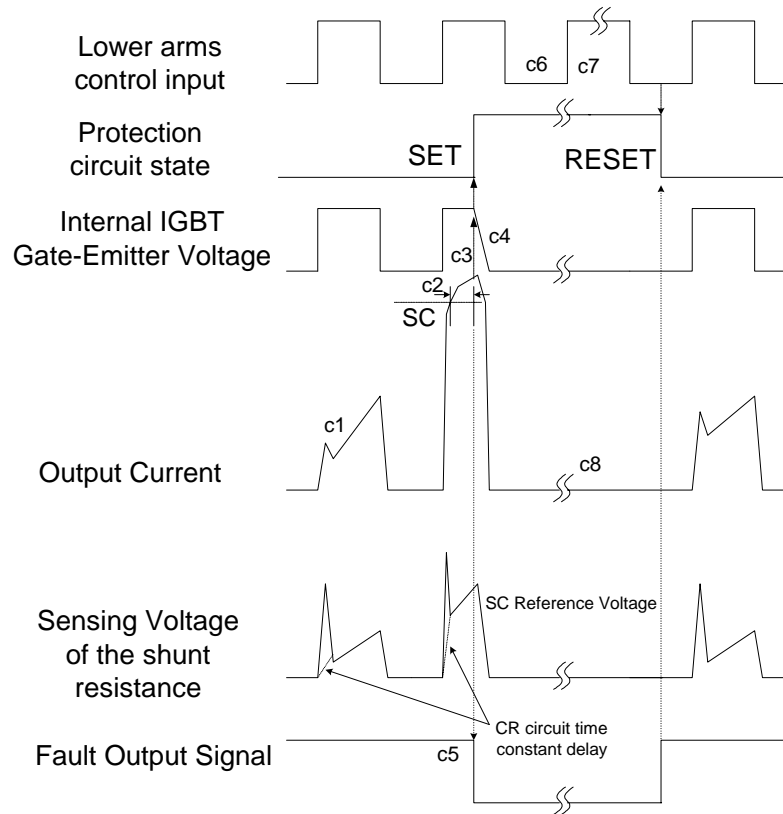 Lower arms
control input
c6
c7
Protection
circuit state
SET
RESET
Internal IGBT
Gate-Emitter Voltage
c4
c3
c2
SC
c1
Output Current
c8
SC Reference Voltage
Sensing Voltage
of the shunt
resistance
CR circuit time
constant delay
Fault Output Signal
c5